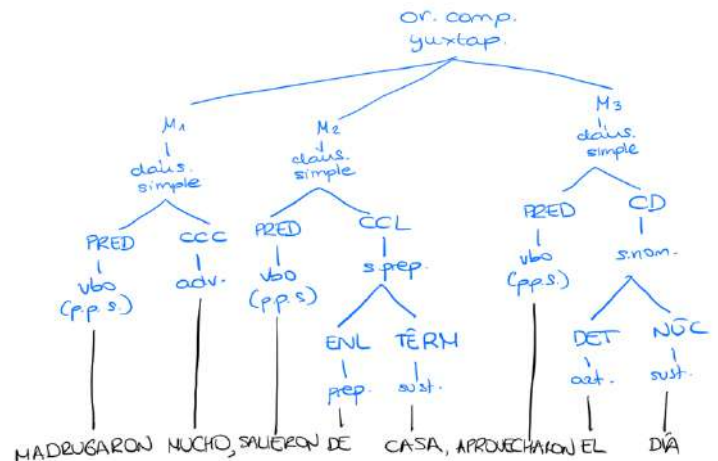 or. comp.
yuxtap.
M1 M2 M3
claus. claus. claus.
simple simple simple
PRED CCC PRED CCL PRED CD
vbo adv. vbo s.prep. vbo s.nom.
(p.p.s.) (p.p.s) (p.p.s.)
ENL TÉRM DET NÚC
prep. sust. art. sust.
MADRUGARON MUCHO, SALIERON DE CASA, APROVECHARON EL DÍA